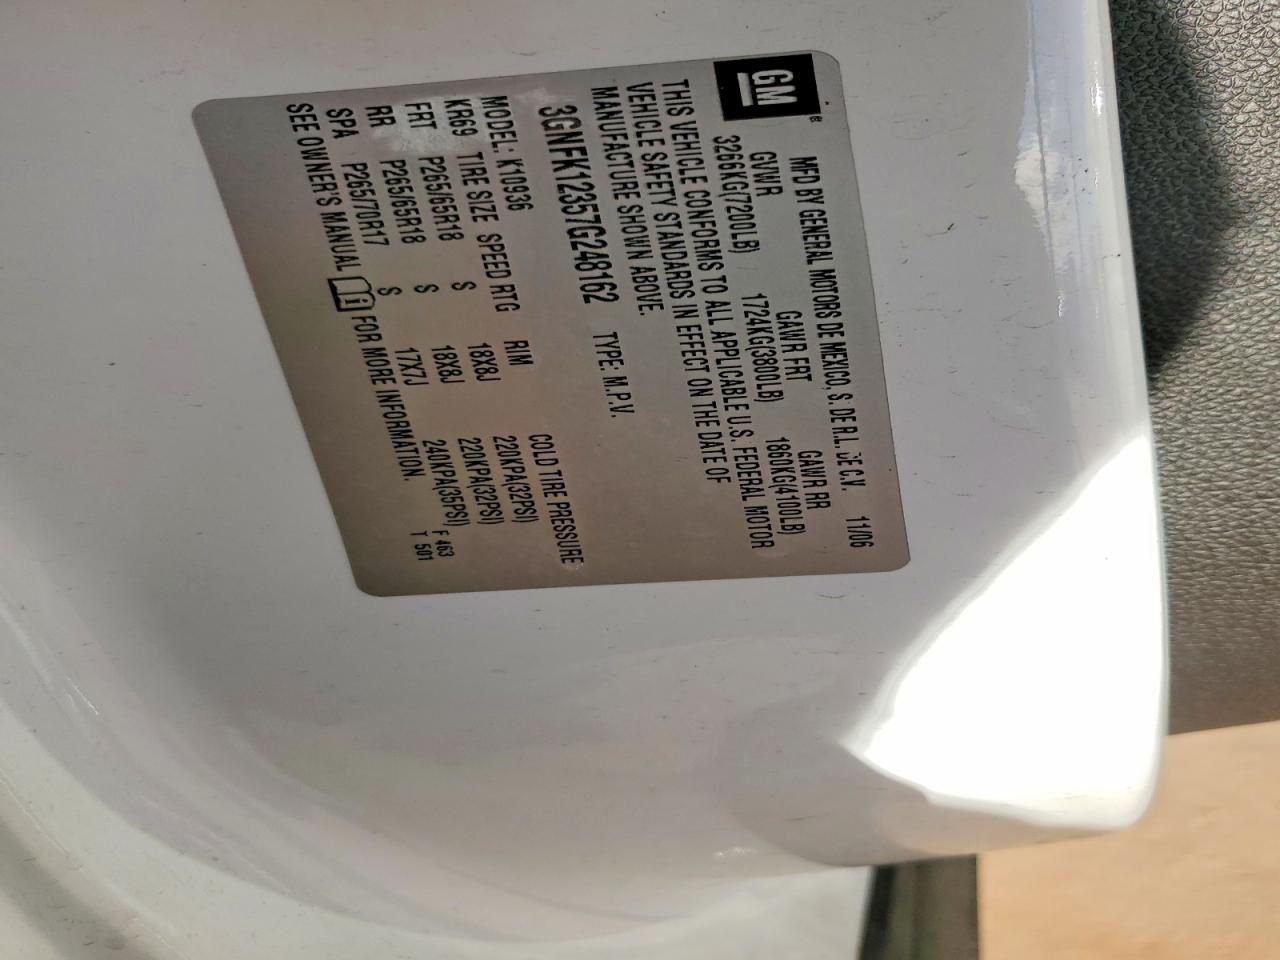 GM®
MFD BY GENERAL MOTORS DE MEXICO, S. DE R.L. DE C.V. 11/06
GVWR GAWR FRT GAWR RR
3266KG(7200LB) 1724KG(3800LB) 1860KG(4100LB)
THIS VEHICLE CONFORMS TO ALL APPLICABLE U.S. FEDERAL MOTOR
VEHICLE SAFETY STANDARDS IN EFFECT ON THE DATE OF
MANUFACTURE SHOWN ABOVE.
3GNFK12357G248162 TYPE: M.P.V.
MODEL: K10936
KR69 TIRE SIZE SPEED RTG RIM COLD TIRE PRESSURE
FRT P265/65R18 S 18X8J 220KPA(32PSI)
RR P265/65R18 S 18X8J 220KPA(32PSI)
SPA P265/70R17 S 17X7J 240KPA(35PSI)
SEE OWNER'S MANUAL FOR MORE INFORMATION.
F 463
T 501